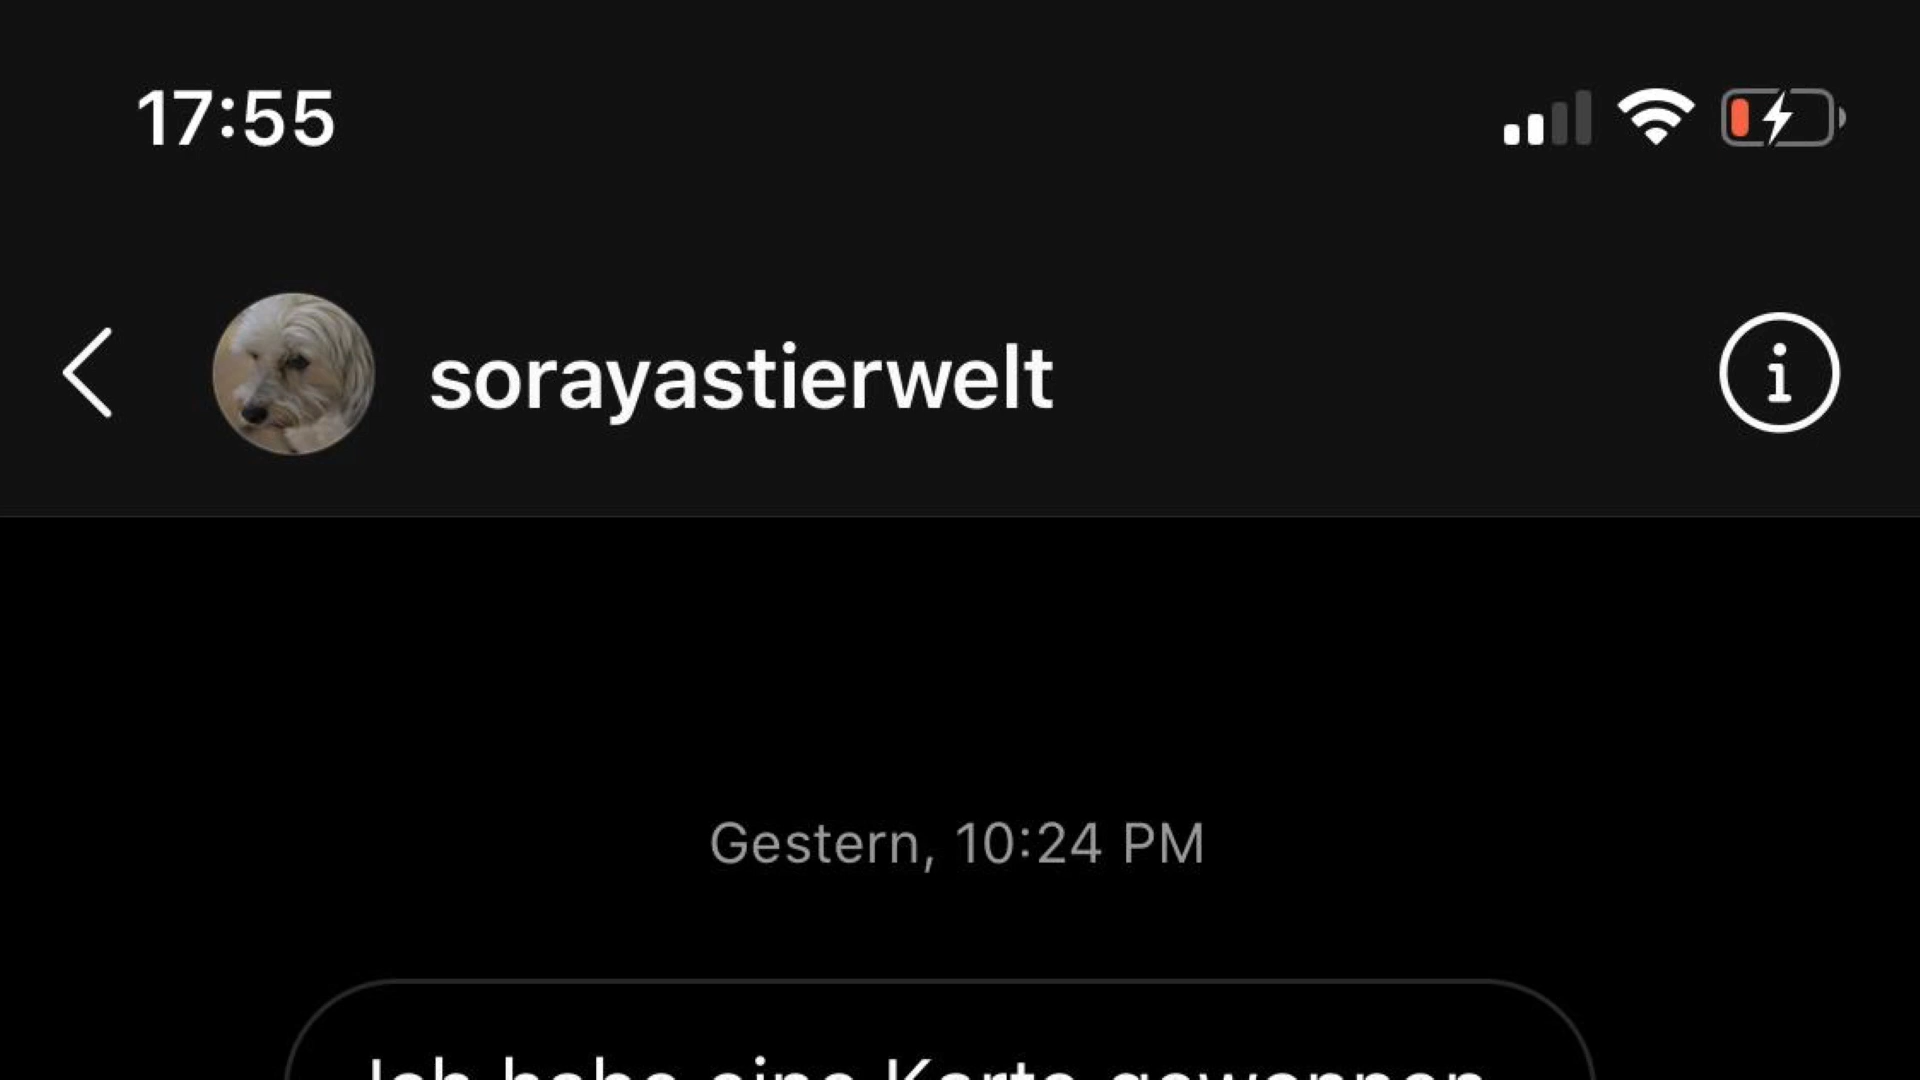 17:55
sorayastierwelt
Gestern, 10:24 PM
Ich habe eine Karte gewonnen